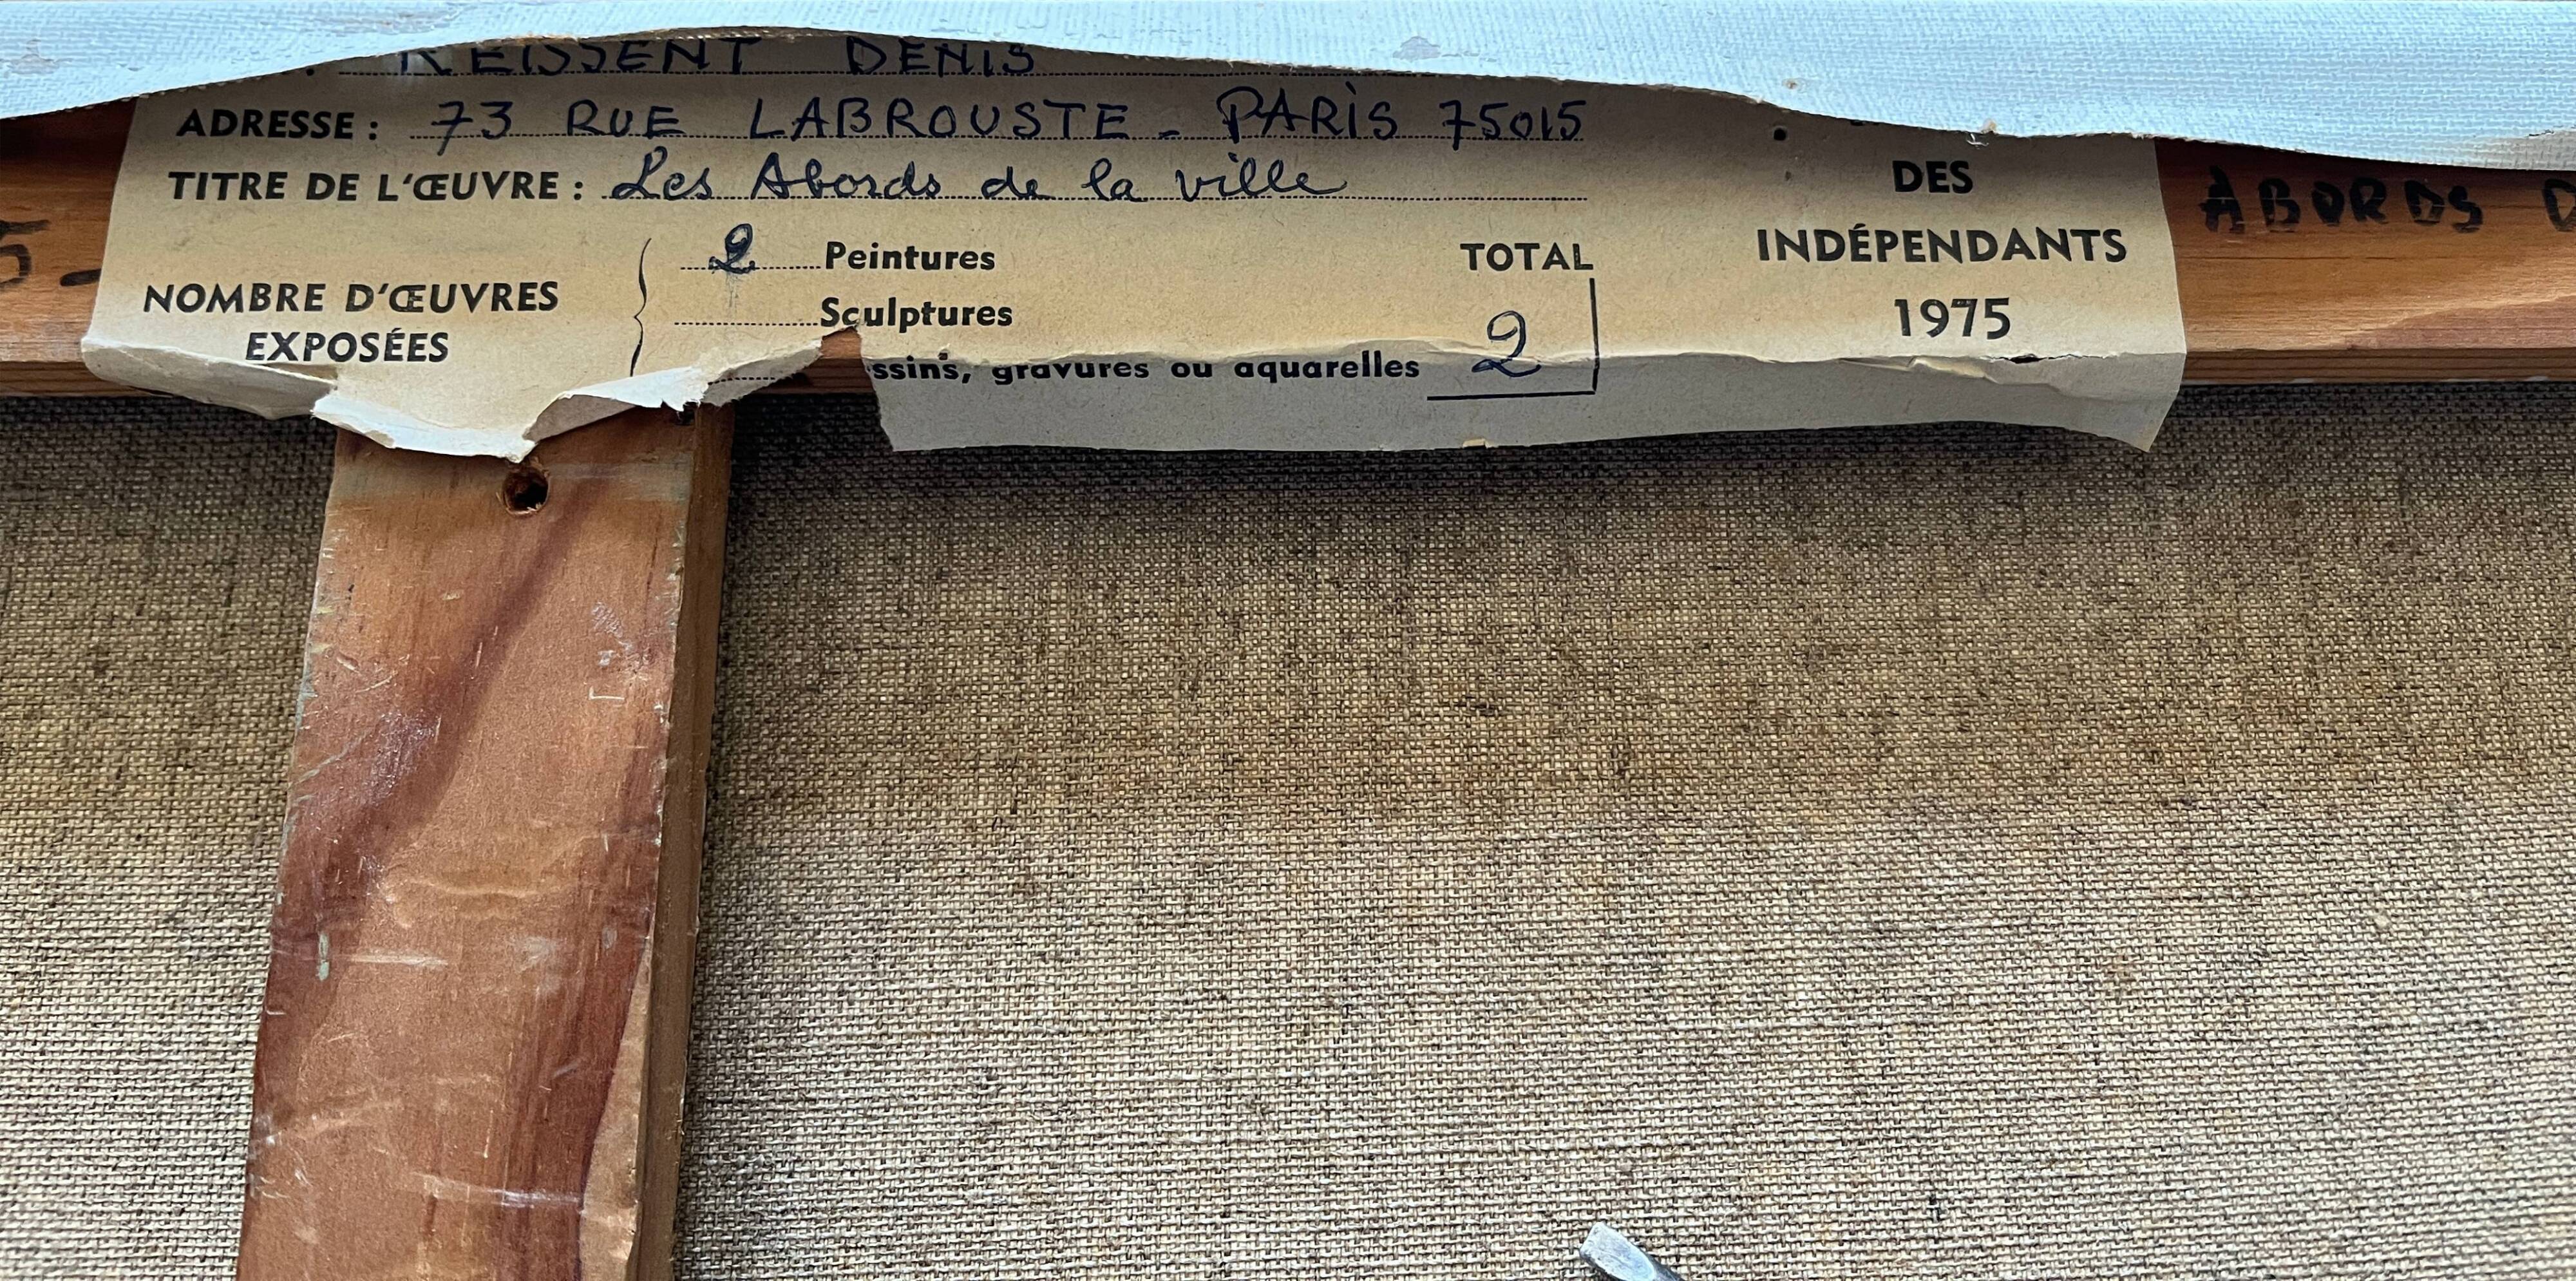 REISSENT DENIS
ADRESSE : 73 RUE LABROUSTE - PARIS 75015
TITRE DE L'ŒUVRE : Les Abords de la ville
NOMBRE D'ŒUVRES
EXPOSÉES
2 Peintures
Sculptures
ssins, gravures ou aquarelles
TOTAL
2
DES
INDÉPENDANTS
1975
5-
ABORDS D